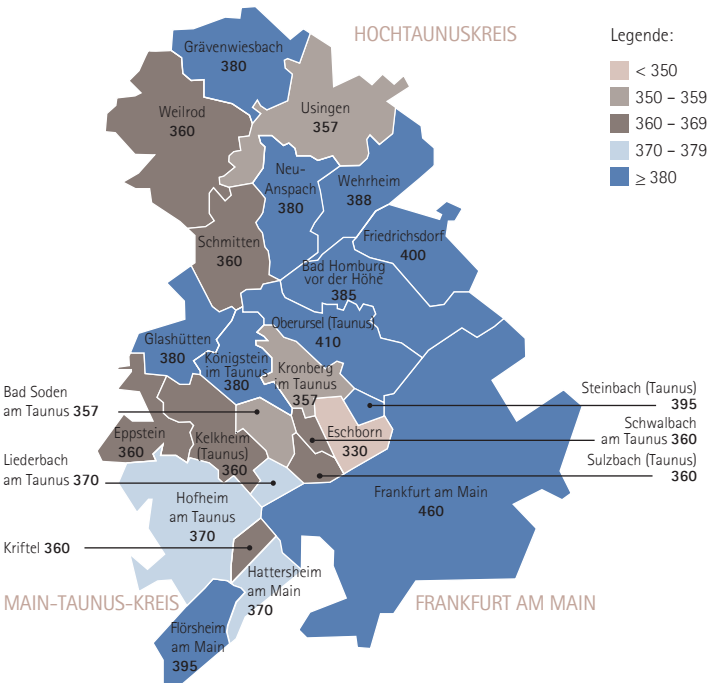 HOCHTAUNUSKREIS
Legende:
< 350
350 – 359
360 – 369
370 – 379
≥ 380
Grävenwiesbach
380
Weilrod
360
Usingen
357
Neu-
Anspach
380
Wehrheim
388
Friedrichsdorf
400
Schmitten
360
Bad Homburg
vor der Höhe
385
Oberursel (Taunus)
410
Glashütten
380
Königstein
im Taunus
380
Kronberg
im Taunus
357
Bad Soden
am Taunus 357
Steinbach (Taunus)
395
Schwalbach
am Taunus 360
Sulzbach (Taunus)
360
Eschborn
330
Eppstein
360
Kelkheim
(Taunus)
360
Liederbach
am Taunus 370
Hofheim
am Taunus
370
Frankfurt am Main
460
Kriftel 360
Hattersheim
am Main
370
MAIN-TAUNUS-KREIS
FRANKFURT AM MAIN
Flörsheim
am Main
395